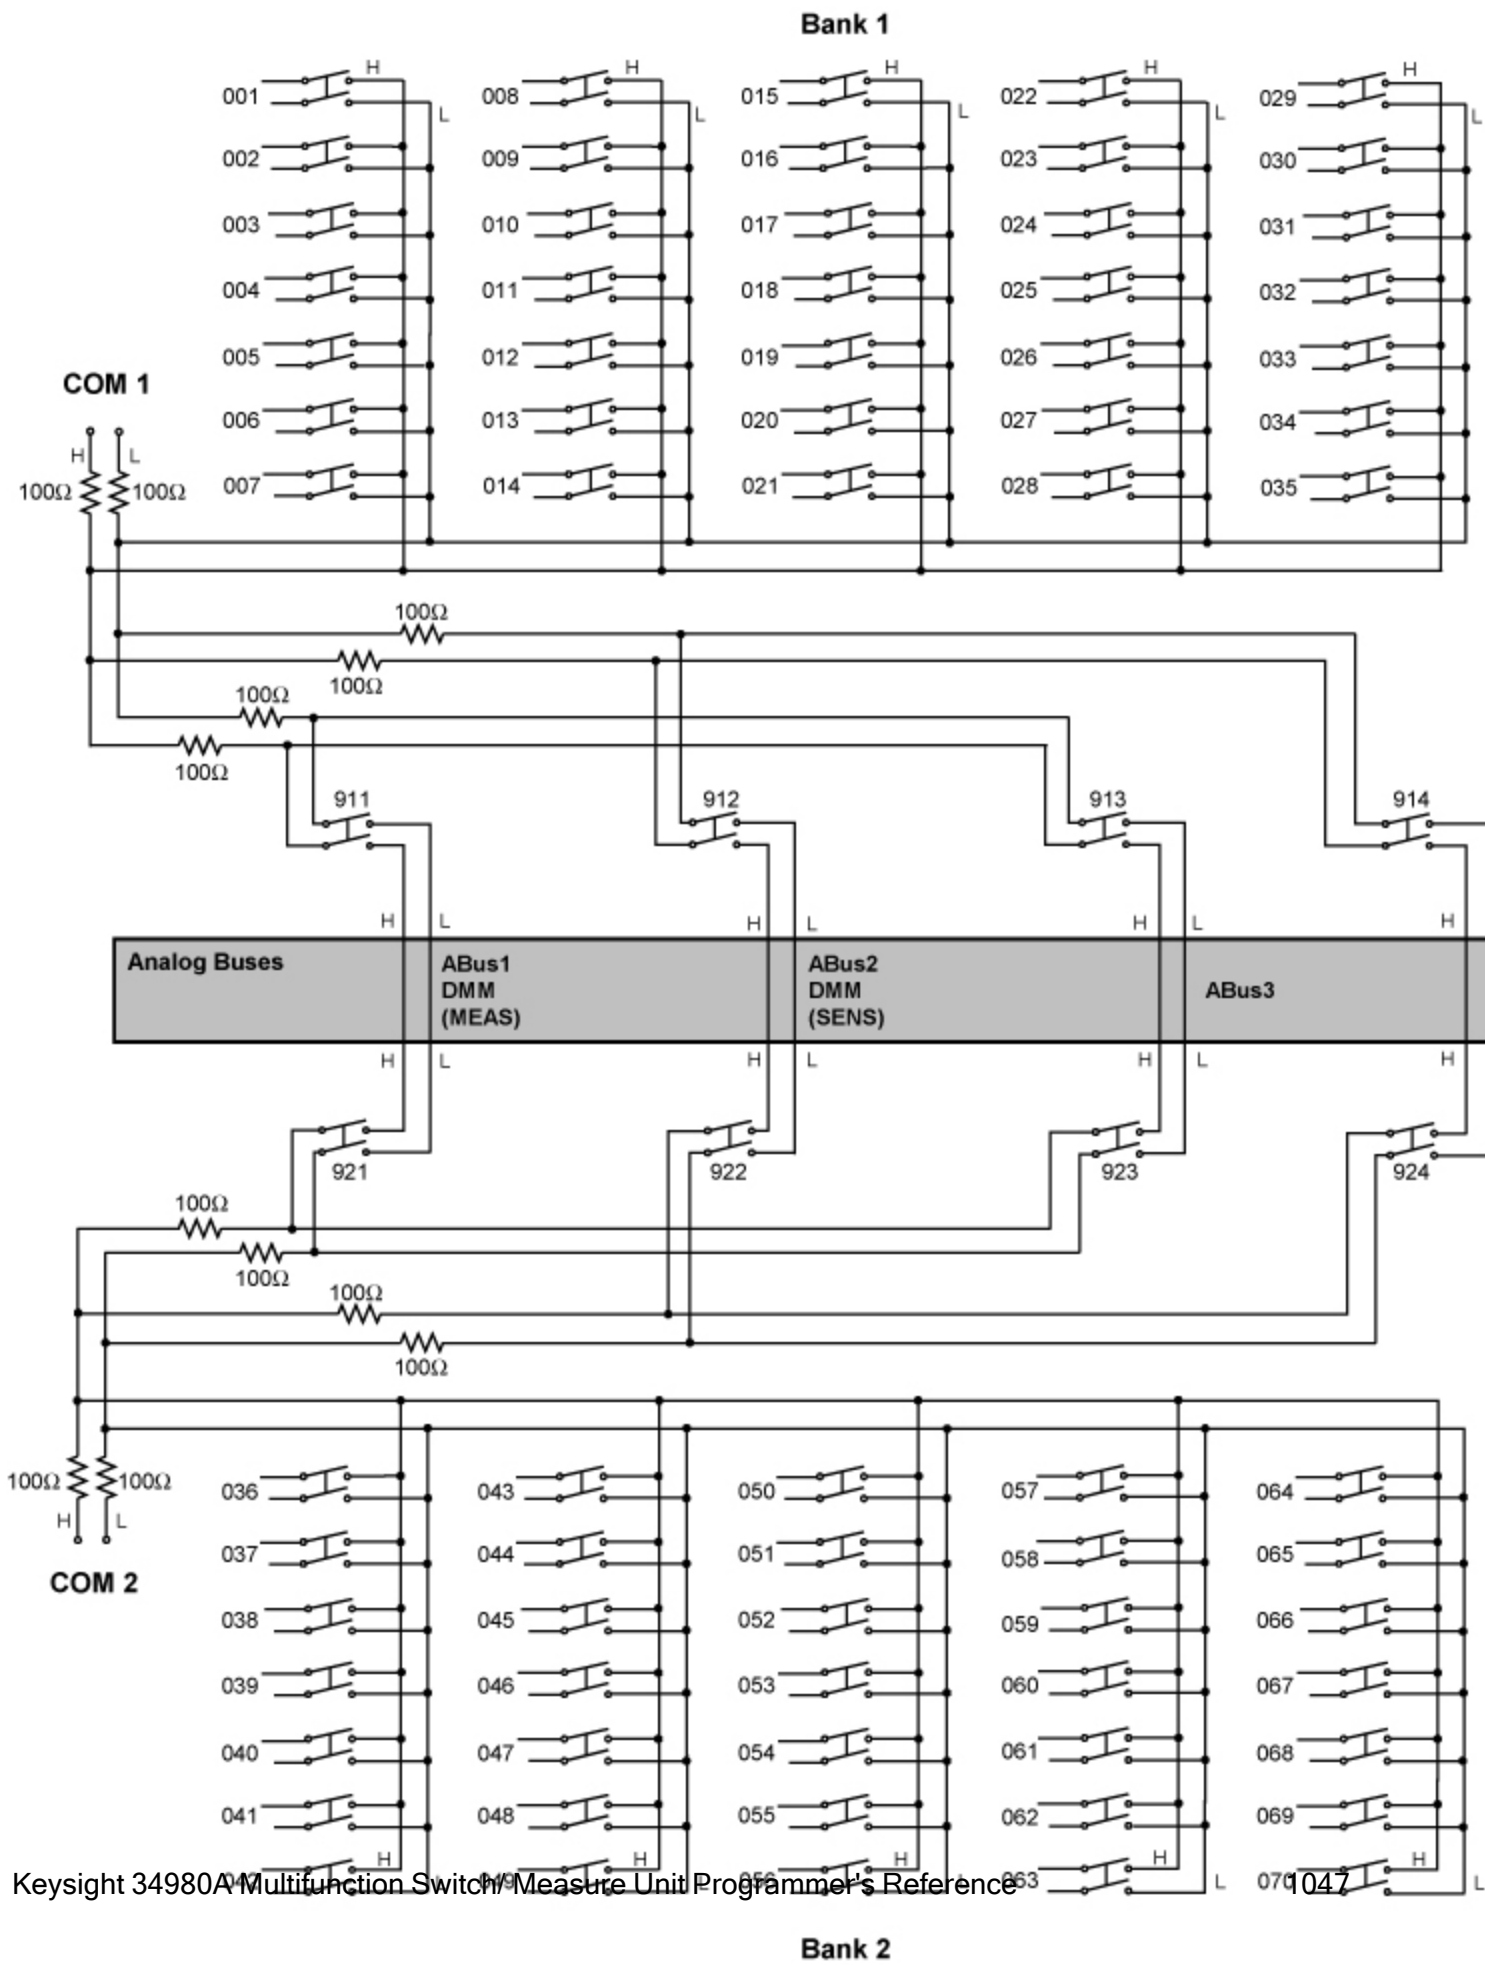 Bank 1
H H H H H
001 L 008 L 015 L 022 L 029 L
002 009 016 023 030
003 010 017 024 031
004 011 018 025 032
005 012 019 026 033
COM 1
006 013 020 027 034
H L
100Ω 100Ω 007 014 021 028 035
100Ω
100Ω
100Ω
100Ω
911 912 913 914
H L H L H L H
Analog Buses ABus1 ABus2
DMM DMM ABus3
(MEAS) (SENS)
H L H L H L H
921 922 923 924
100Ω
100Ω
100Ω
100Ω
100Ω 100Ω 036 043 050 057 064
H L
037 044 051 058 065
COM 2
038 045 052 059 066
039 046 053 060 067
040 047 054 061 068
041 048 055 062 069
H H H H H
042 L 049 L 056 L 063 L 070 L
Keysight 34980A Multifunction Switch/ Measure Unit Programmer's Reference 1047
Bank 2